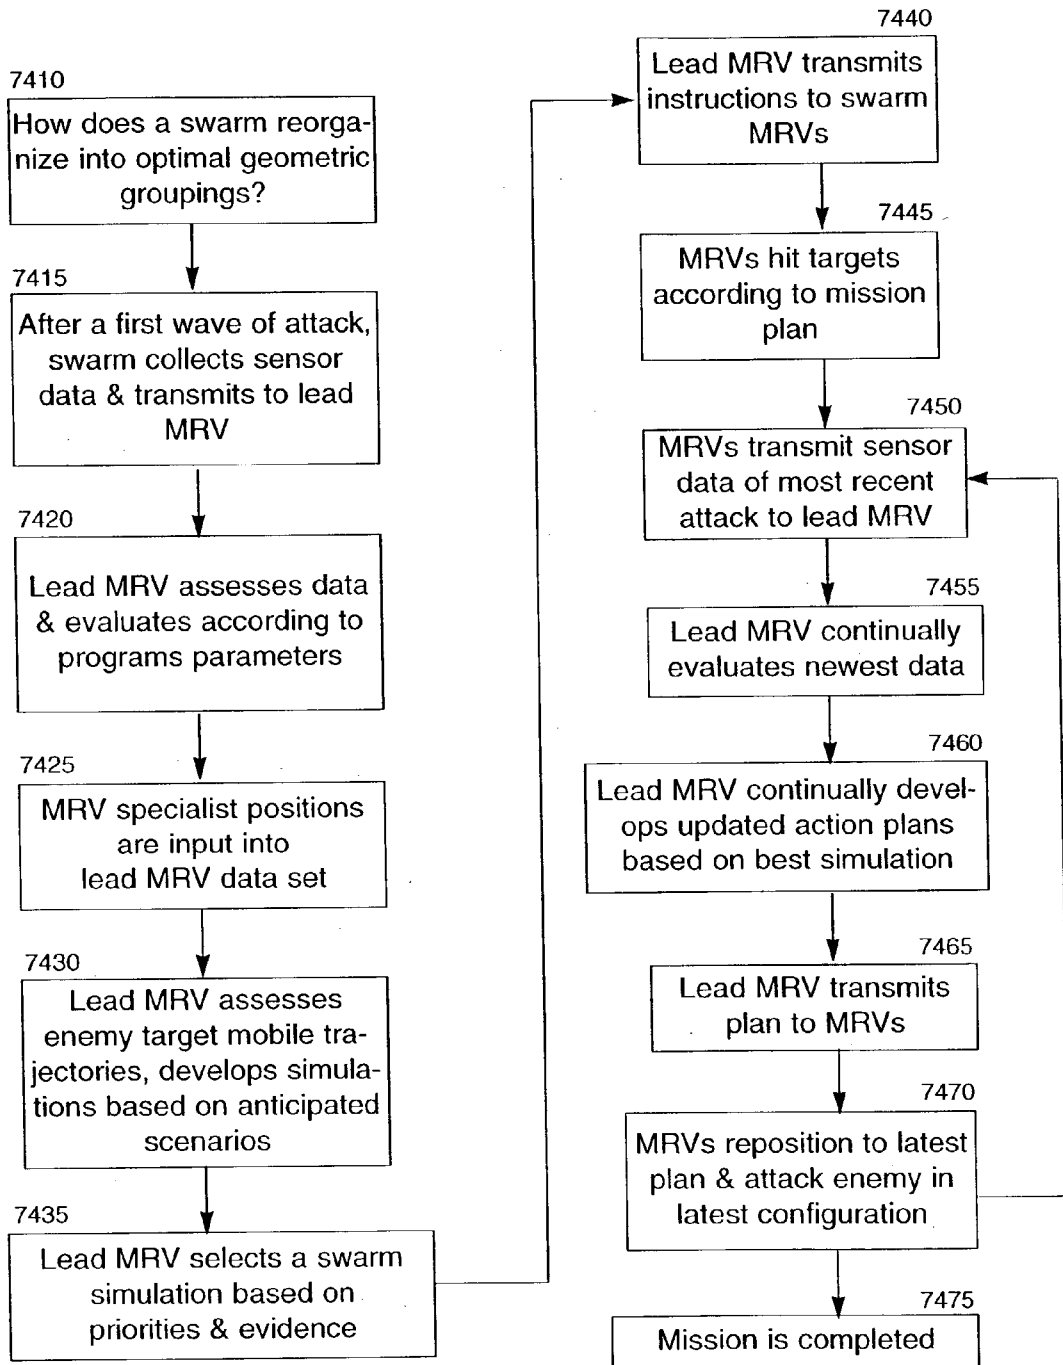 7410
How does a swarm reorga-
nize into optimal geometric
groupings?
7415
After a first wave of attack,
swarm collects sensor
data & transmits to lead
MRV
7420
Lead MRV assesses data
& evaluates according to
programs parameters
7425
MRV specialist positions
are input into
lead MRV data set
7430
Lead MRV assesses
enemy target mobile tra-
jectories, develops simula-
tions based on anticipated
scenarios
7435
Lead MRV selects a swarm
simulation based on
priorities & evidence
7440
Lead MRV transmits
instructions to swarm
MRVs
7445
MRVs hit targets
according to mission
plan
7450
MRVs transmit sensor
data of most recent
attack to lead MRV
7455
Lead MRV continually
evaluates newest data
7460
Lead MRV continually devel-
ops updated action plans
based on best simulation
7465
Lead MRV transmits
plan to MRVs
7470
MRVs reposition to latest
plan & attack enemy in
latest configuration
7475
Mission is completed